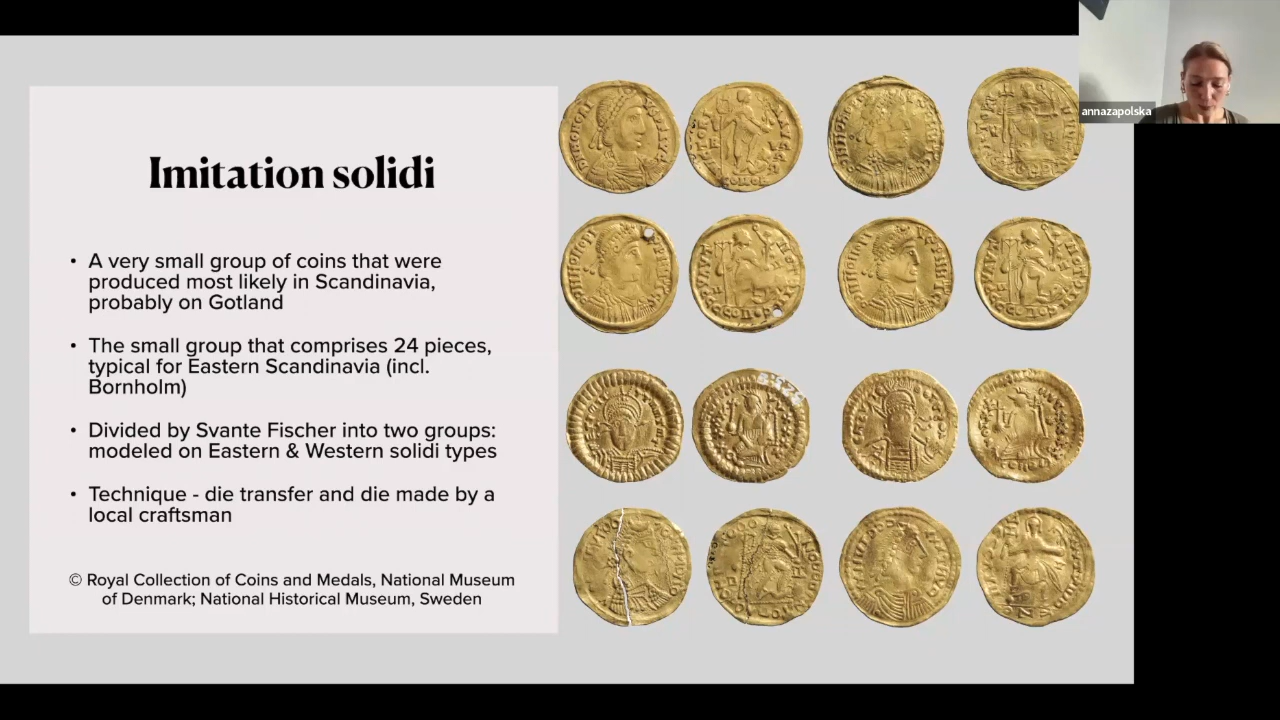 Imitation solidi
• A very small group of coins that were
produced most likely in Scandinavia,
probably on Gotland
• The small group that comprises 24 pieces,
typical for Eastern Scandinavia (incl.
Bornholm)
• Divided by Svante Fischer into two groups:
modeled on Eastern & Western solidi types
• Technique - die transfer and die made by a
local craftsman
© Royal Collection of Coins and Medals, National Museum
of Denmark; National Historical Museum, Sweden
annazapolska